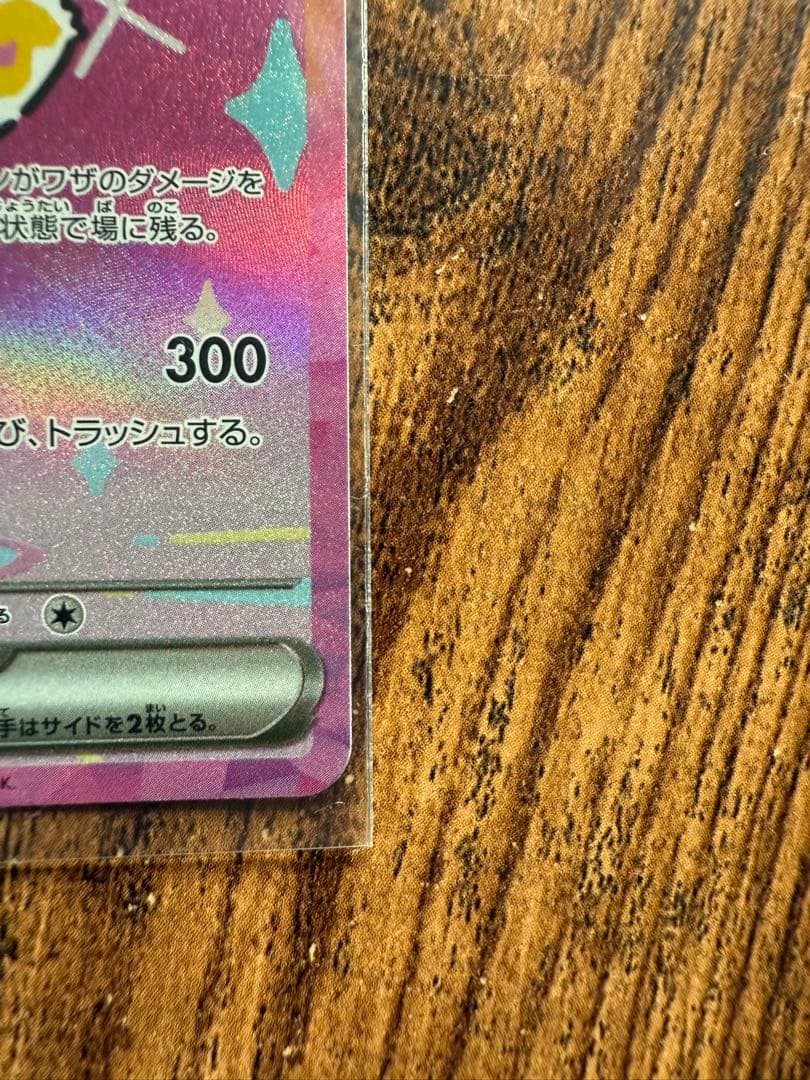 ンがワザのダメージを
ょうたい ば のこ
状態で場に残る。
300
び、トラッシュする。
る
て まい
手はサイドを2枚とる。
K.